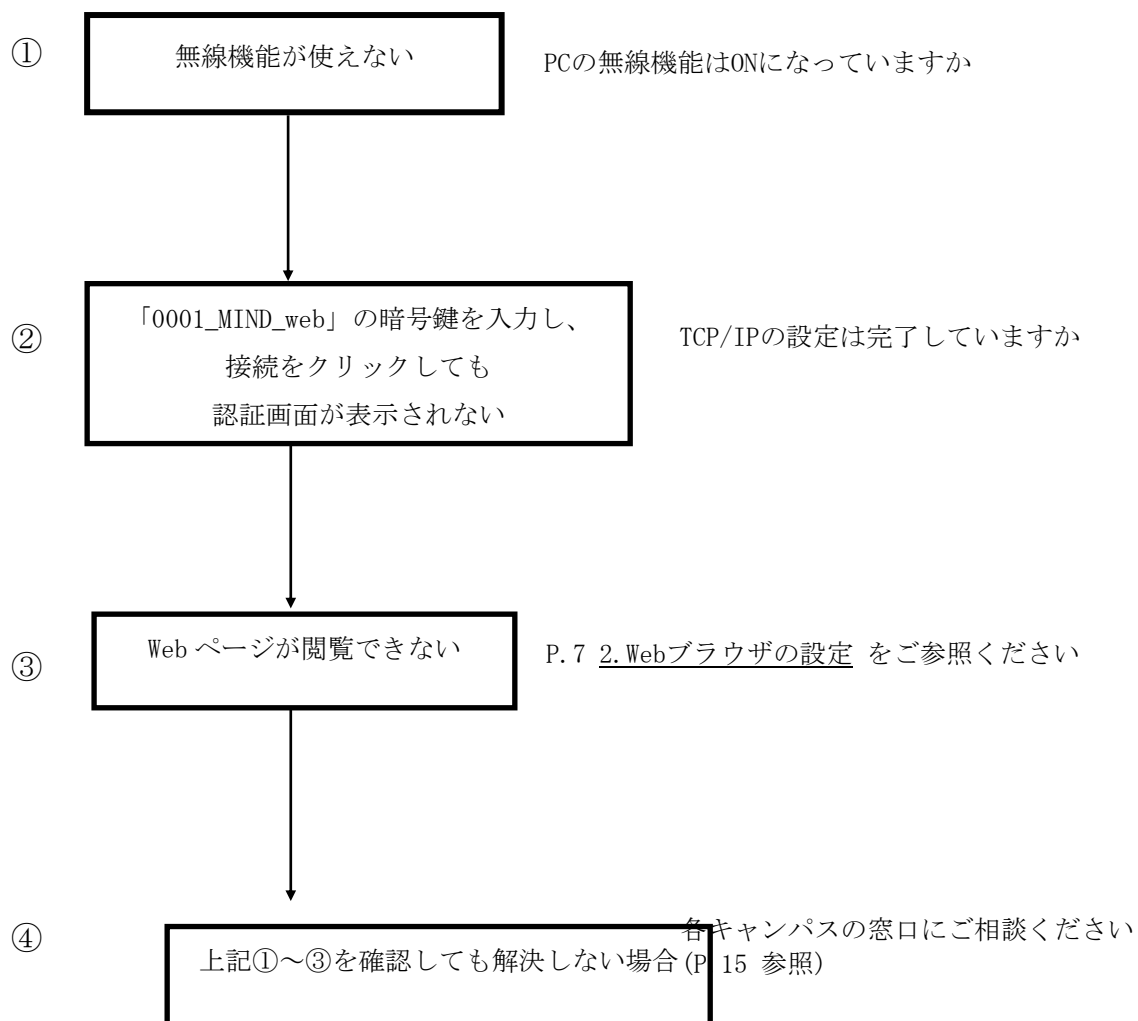 ① 無線機能が使えない PCの無線機能はONになっていますか
② 「0001_MIND_web」の暗号鍵を入力し、
接続をクリックしても
認証画面が表示されない
TCP/IPの設定は完了していますか
③ Web ページが閲覧できない P.7 2.Webブラウザの設定 をご参照ください
④ 上記①～③を確認しても解決しない場合
各キャンパスの窓口にご相談ください
(P 15 参照)